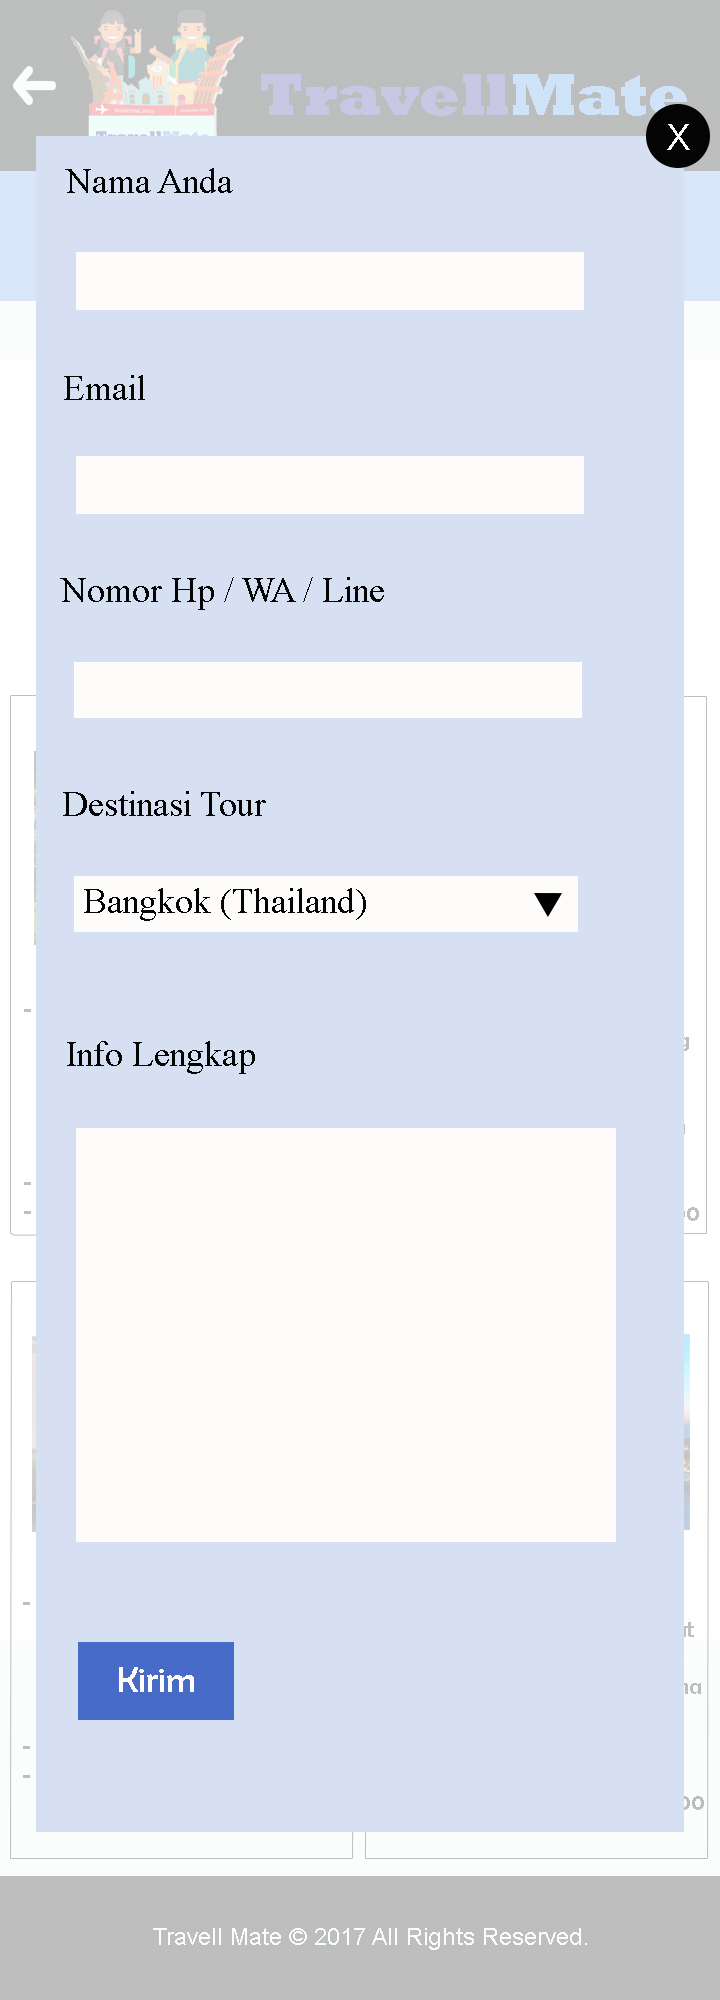 TravellMate
X
Nama Anda
Email
Nomor Hp / WA / Line
Destinasi Tour
Bangkok (Thailand)
Info Lengkap
Kirim
Travell Mate © 2017 All Rights Reserved.